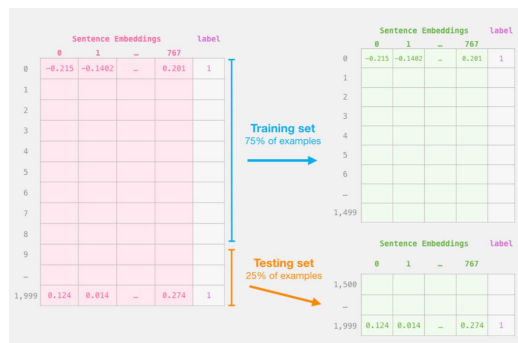 Sentence Embeddings label
0 1 … 767
0 -0.215 -0.1402 … 0.201 1
1
2
3
4
5
6
7
8
9
…
1,999 0.124 0.014 … 0.274 1
Training set
75% of examples
Testing set
25% of examples
Sentence Embeddings label
0 1 … 767
0 -0.215 -0.1402 … 0.201 1
1
2
3
4
5
6
…
1,499
Sentence Embeddings label
0 1 … 767
1,500
…
1,999 0.124 0.014 … 0.274 1